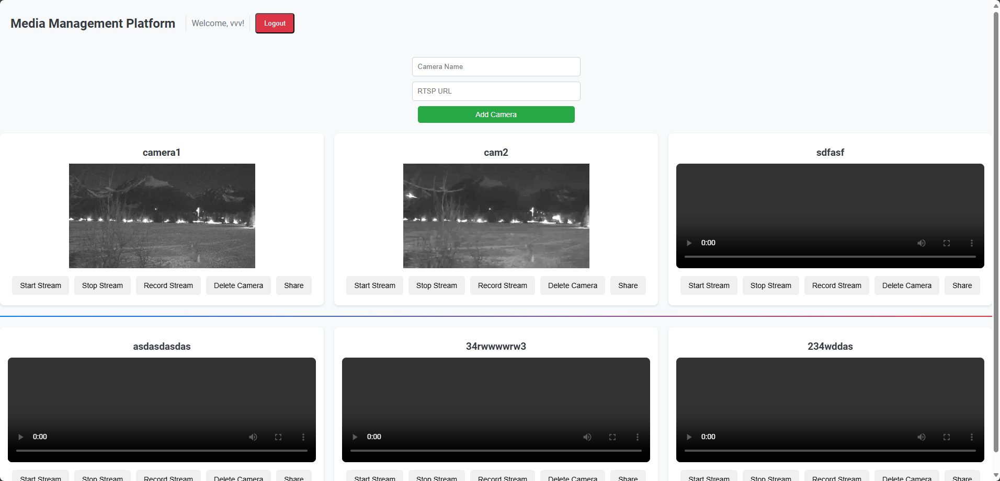 Media Management Platform Welcome, vvv! Logout
Camera Name
RTSP URL
Add Camera
camera1 cam2 sdfasf
0:00
Start Stream Stop Stream Record Stream Delete Camera Share Start Stream Stop Stream Record Stream Delete Camera Share Start Stream Stop Stream Record Stream Delete Camera Share
asdasdasdas 34rwwwwrw3 234wddas
0:00 0:00 0:00
Start Stream Stop Stream Record Stream Delete Camera Share Start Stream Stop Stream Record Stream Delete Camera Share Start Stream Stop Stream Record Stream Delete Camera Share